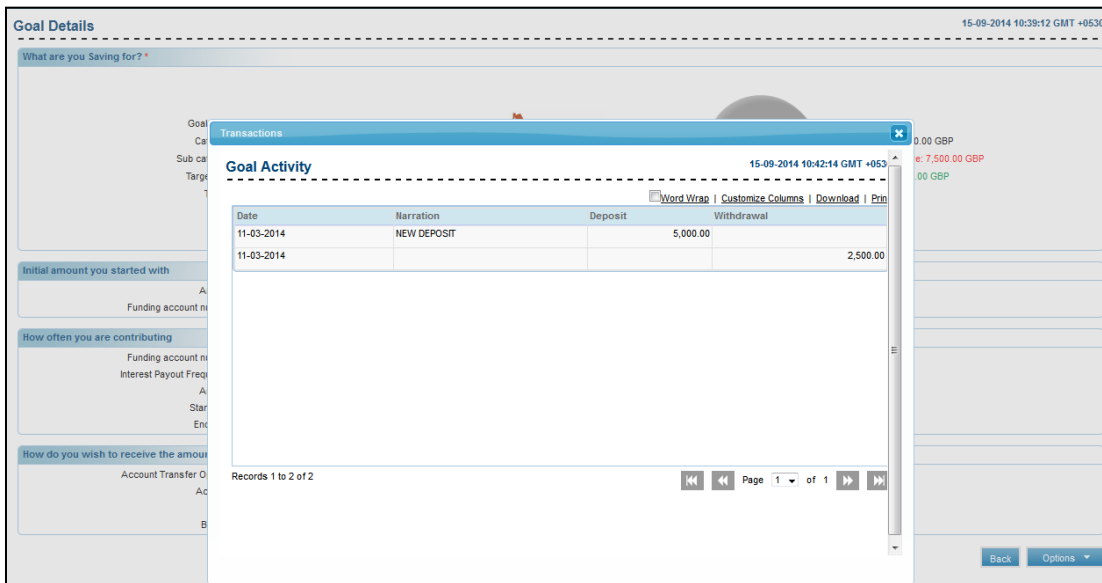 Goal Details
15-09-2014 10:39:12 GMT +0530
What are you Saving for? *
Goal
Transactions
0.00 GBP
Sub ca
e: 7,500.00 GBP
Targe
.00 GBP
Goal Activity
15-09-2014 10:42:14 GMT +053
Word Wrap | Customize Columns | Download | Prin
Date Narration Deposit Withdrawal
11-03-2014 NEW DEPOSIT 5,000.00
11-03-2014 2,500.00
Initial amount you started with
A
Funding account nu
How often you are contributing
Funding account nu
Interest Payout Frequ
A
Star
End
How do you wish to receive the amou
Account Transfer O
Records 1 to 2 of 2
Page 1 of 1
Ac
B
Back Options